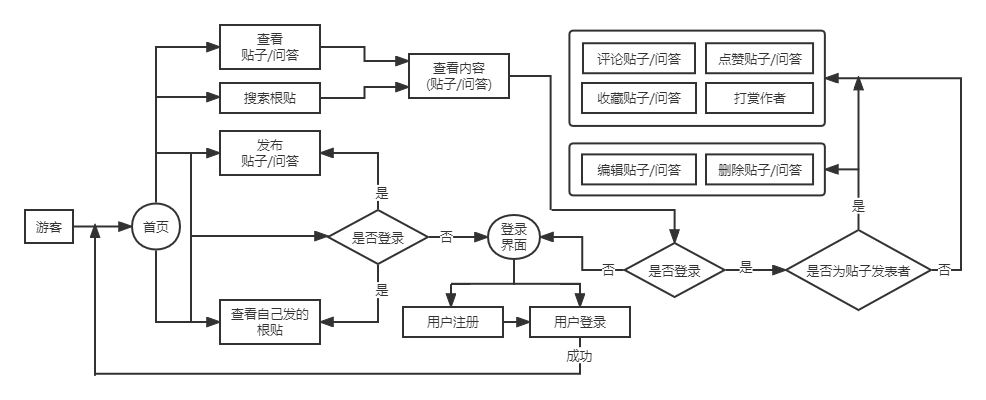 查看
贴子/问答
搜索根贴
查看内容
(贴子/问答)
评论贴子/问答
点赞贴子/问答
收藏贴子/问答
打赏作者
发布
贴子/问答
编辑贴子/问答
删除贴子/问答
是
是
游客
首页
是否登录
否
登录
界面
否
是否登录
是
是否为贴子发表者
否
是
查看自己发的
根贴
用户注册
用户登录
成功